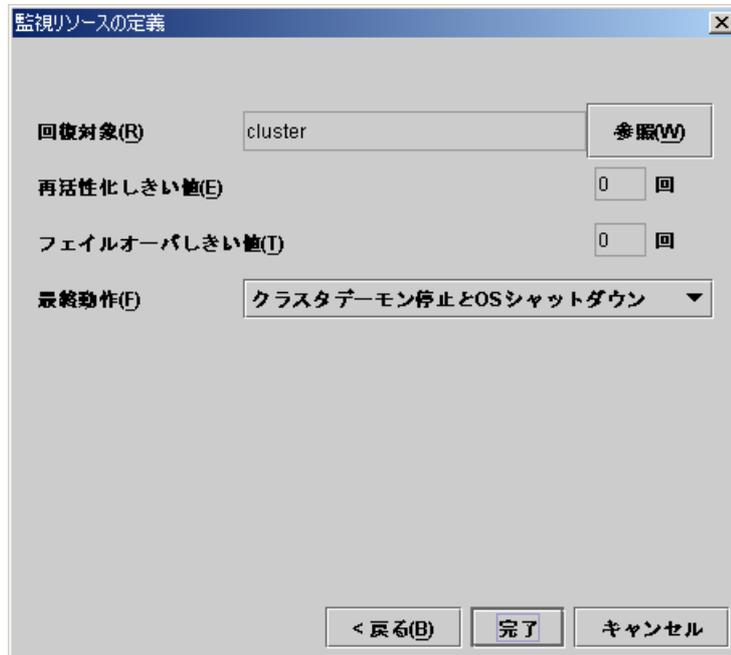 監視リソースの定義
回復対象(R) cluster 参照(W)
再活性化しきい値(E) 0 回
フェイルオーバしきい値(T) 0 回
最終動作(F) クラスタデーモン停止とOSシャットダウン
< 戻る(B) 完了 キャンセル